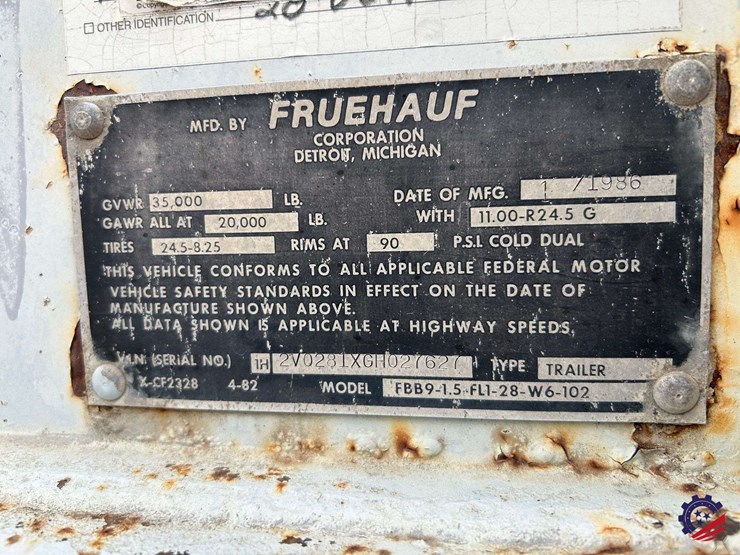 OTHER IDENTIFICATION
MFD. BY FRUEHAUF
CORPORATION
DETROIT, MICHIGAN
GVWR 35,000 LB. DATE OF MFG. 1 /1986
GAWR ALL AT 20,000 LB. WITH 11.00-R24.5 G
TIRES 24.5-8.25 RIMS AT 90 P.S.I. COLD DUAL
THIS VEHICLE CONFORMS TO ALL APPLICABLE FEDERAL MOTOR
VEHICLE SAFETY STANDARDS IN EFFECT ON THE DATE OF
MANUFACTURE SHOWN ABOVE.
ALL DATA SHOWN IS APPLICABLE AT HIGHWAY SPEEDS.
V.I.N. (SERIAL NO.) 1H 2V0281XGH027627 TYPE TRAILER
X-CF2328 4-82 MODEL FBB9-1.5-FL1-28-W6-102